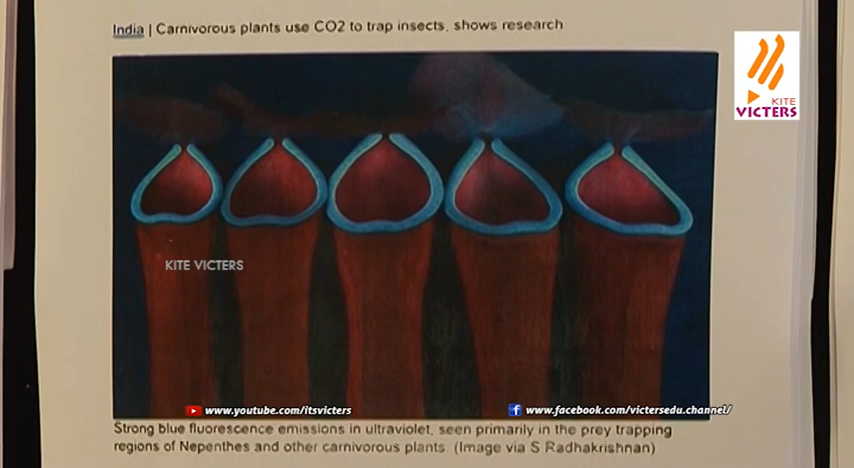 India | Carnivorous plants use CO2 to trap insects, shows research
KITE
VICTERS
KITE VICTERS
www.youtube.com/itsvicters
www.facebook.com/victersedu.channel/
Strong blue fluorescence emissions in ultraviolet, seen primarily in the prey trapping
regions of Nepenthes and other carnivorous plants. (Image via S Radhakrishnan)